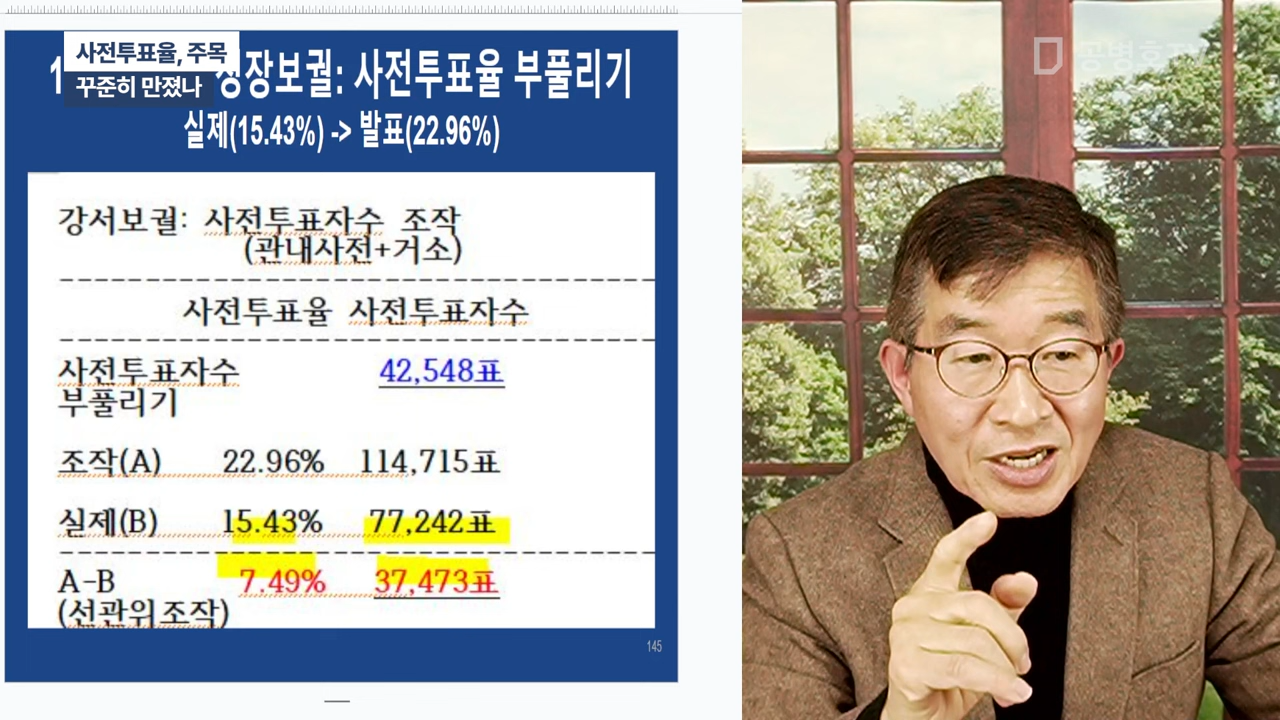 사전투표율, 주목
꾸준히 만졌나
청장보궐: 사전투표율 부풀리기
실제(15.43%) -> 발표(22.96%)
강서보궐: 사전투표자수 조작
(관내사전+거소)
사전투표율 사전투표자수
사전투표자수 42,548표
부풀리기
조작(A) 22.96% 114,715표
실제(B) 15.43% 77,242표
A-B 7.49% 37,473표
(선관위 조작)
145
공병호